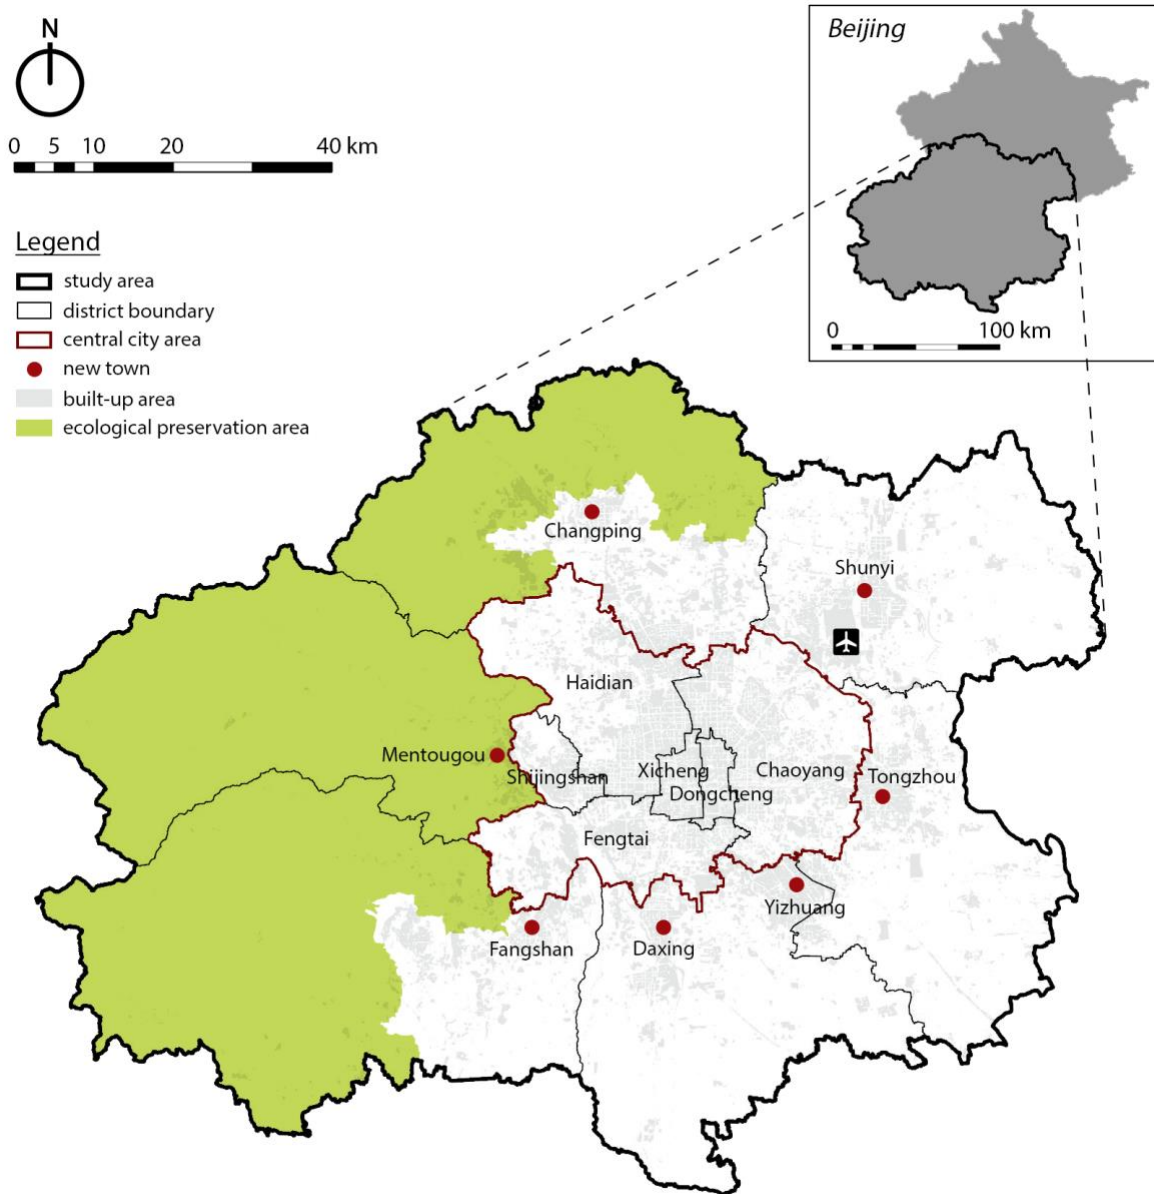 N
0 5 10 20 40 km
Legend
study area
district boundary
central city area
new town
built-up area
ecological preservation area
Beijing
0 100 km
Changping
Shunyi
Haidian
Mentougou
Shijingshan
Xicheng
Chaoyang
Tongzhou
Dongcheng
Fengtai
Yizhuang
Fangshan
Daxing